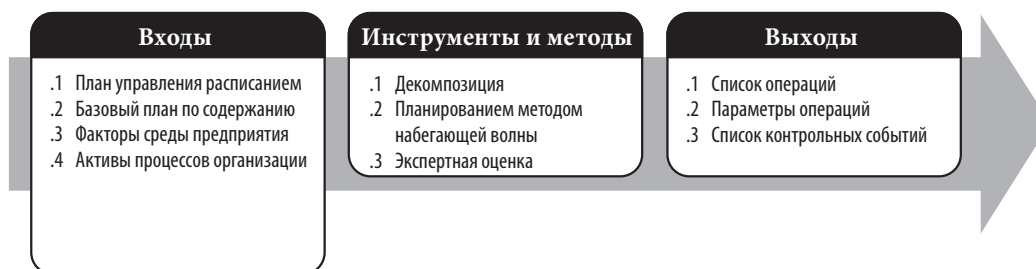 Входы
.1 План управления расписанием
.2 Базовый план по содержанию
.3 Факторы среды предприятия
.4 Активы процессов организации
Инструменты и методы
.1 Декомпозиция
.2 Планированием методом
набегающей волны
.3 Экспертная оценка
Выходы
.1 Список операций
.2 Параметры операций
.3 Список контрольных событий